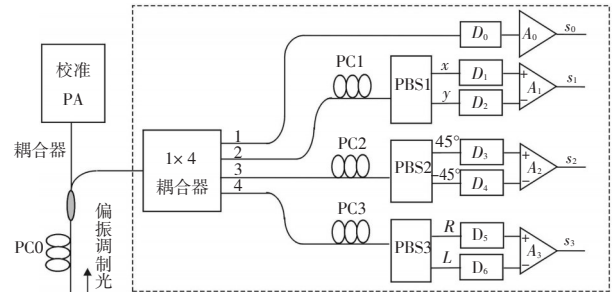 校准
PA
耦合器
PC0
偏振调制光
1×4
耦合器
1
2
3
4
PC1
PC2
PC3
PBS1
PBS2
PBS3
x
y
45°
-45°
R
L
D₀
D₁
D₂
D₃
D₄
D₅
D₆
A₀
+
A₁
−
+
A₂
−
+
A₃
−
s₀
s₁
s₂
s₃